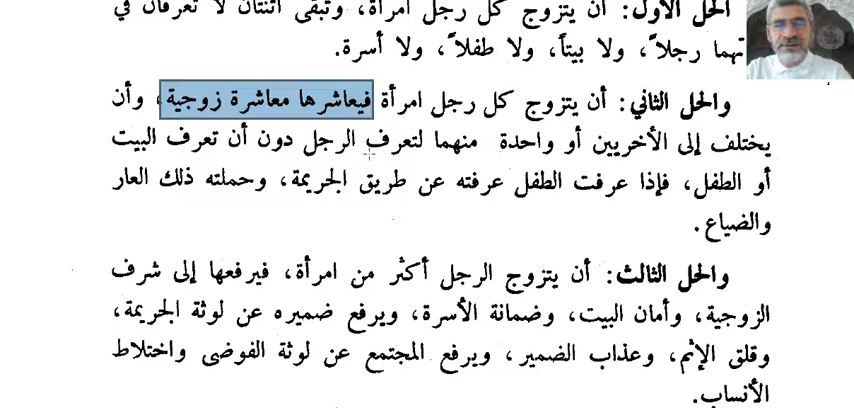 الحل الأول: أن يتزوج كل رجل امرأة، وتبقى اثنتان لا تعرفان في
تهما رجلاً، ولا بيتاً، ولا طفلاً، ولا أسرة.
والحل الثاني: أن يتزوج كل رجل امرأة فيعاشرها معاشرة زوجية، وأن
يختلف إلى الأخريين أو واحدة منهما لتعرف الرجل دون أن تعرف البيت
أو الطفل، فإذا عرفت الطفل عرفته عن طريق الجريمة، وحملته ذلك العار
والضياع.
والحل الثالث: أن يتزوج الرجل أكثر من امرأة، فيرفعها إلى شرف
الزوجية، وأمان البيت، وضمانة الأسرة، ويرفع ضميره عن لوثة الجريمة،
وقلق الإثم، وعذاب الضمير، ويرفع المجتمع عن لوثة الفوضى واختلاط
الأنساب.